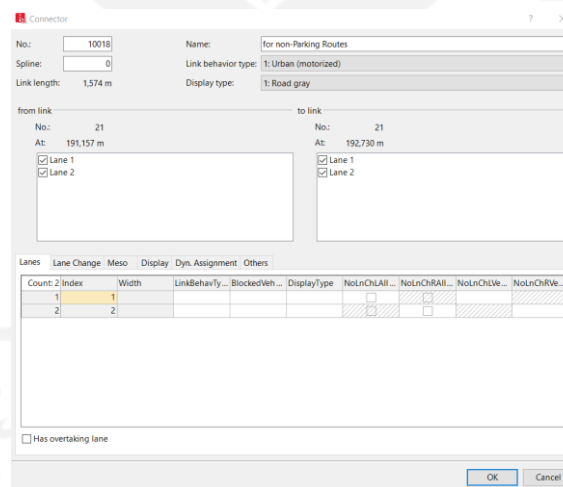 Connector ?
No.: 10018 Name: for non-Parking Routes
Spline: 0 Link behavior type: 1: Urban (motorized)
Link length: 1,574 m Display type: 1: Road gray
from link to link
No.: 21 No.: 21
At: 191,157 m At: 192,730 m
Lane 1 Lane 1
Lane 2 Lane 2
Lanes Lane Change Meso Display Dyn. Assignment Others
Count: 2 Index Width LinkBehavTy... BlockedVeh... DisplayType NoLnChLAll... NoLnChRAll... NoLnChLVe... NoLnChRVe...
1 1
2 2
Has overtaking lane
OK Cancel